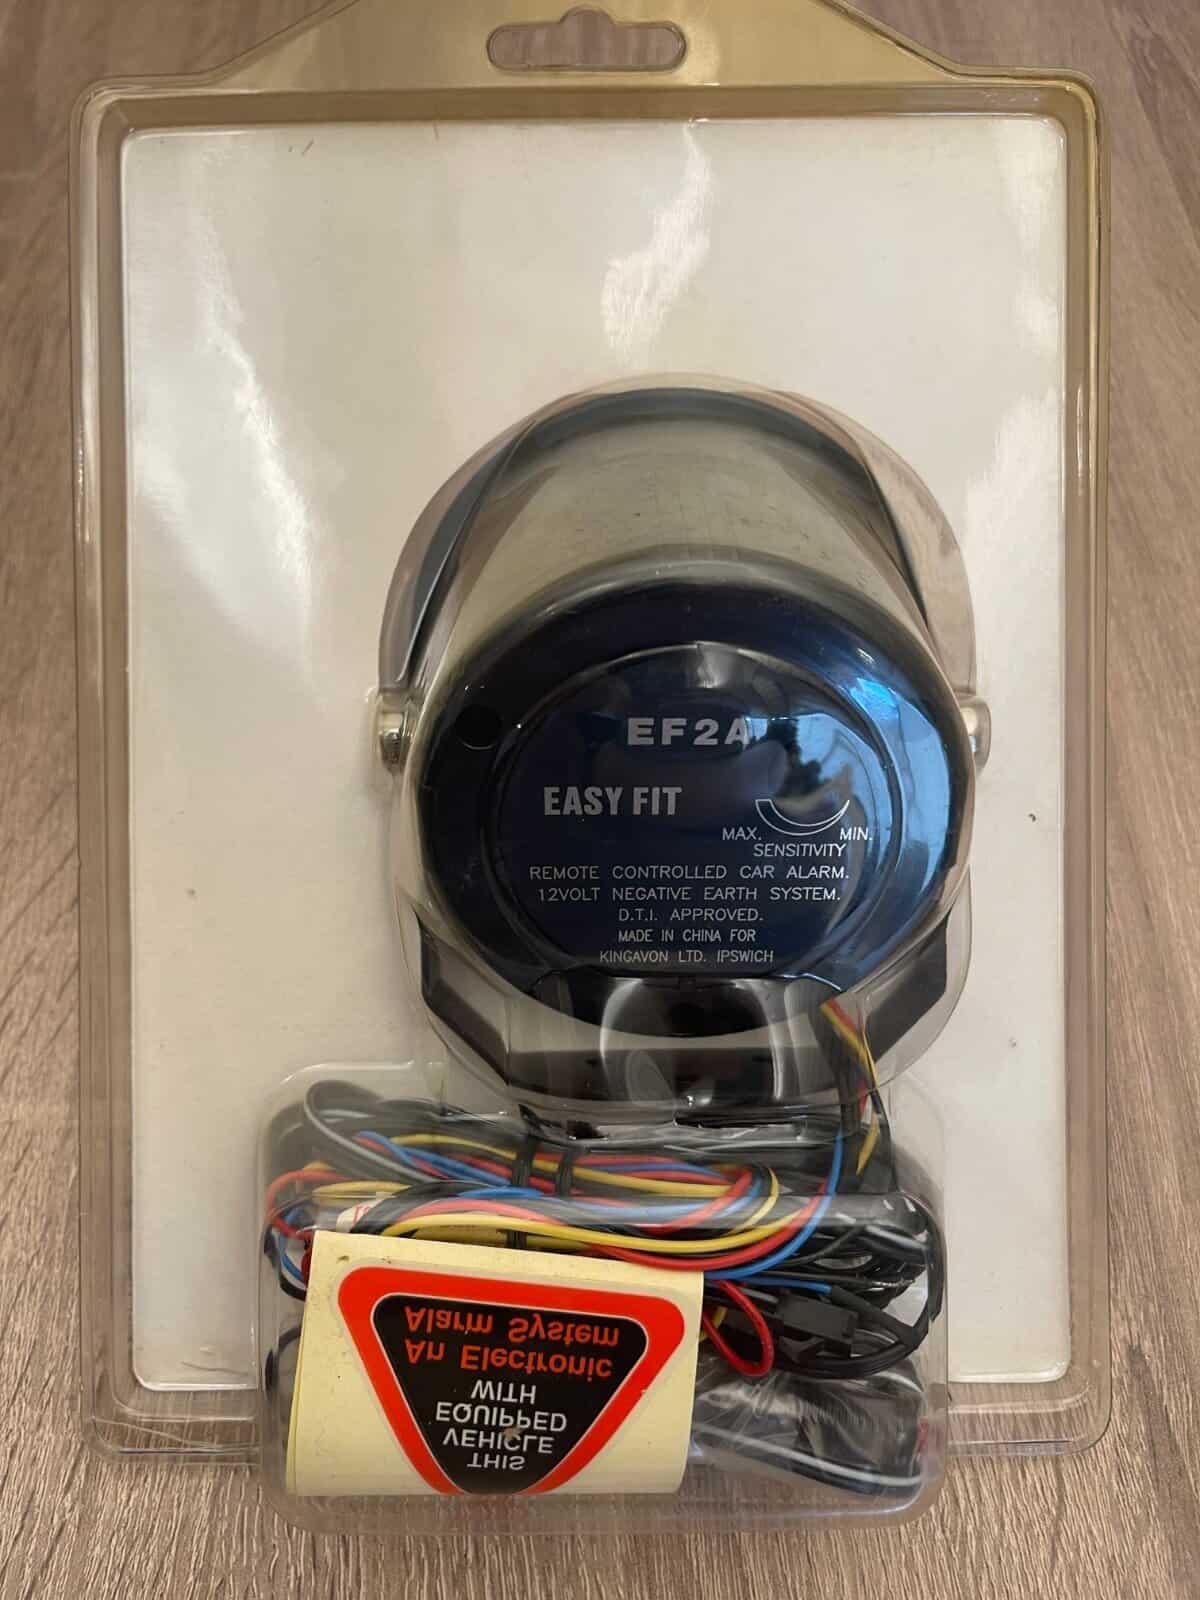 EF2A
EASY FIT
MAX. MIN.
SENSITIVITY
REMOTE CONTROLLED CAR ALARM.
12VOLT NEGATIVE EARTH SYSTEM.
D.T.I. APPROVED.
MADE IN CHINA FOR
KINGAVON LTD. IPSWICH
THIS
VEHICLE
EQUIPPED
WITH
An Electronic
Alarm System